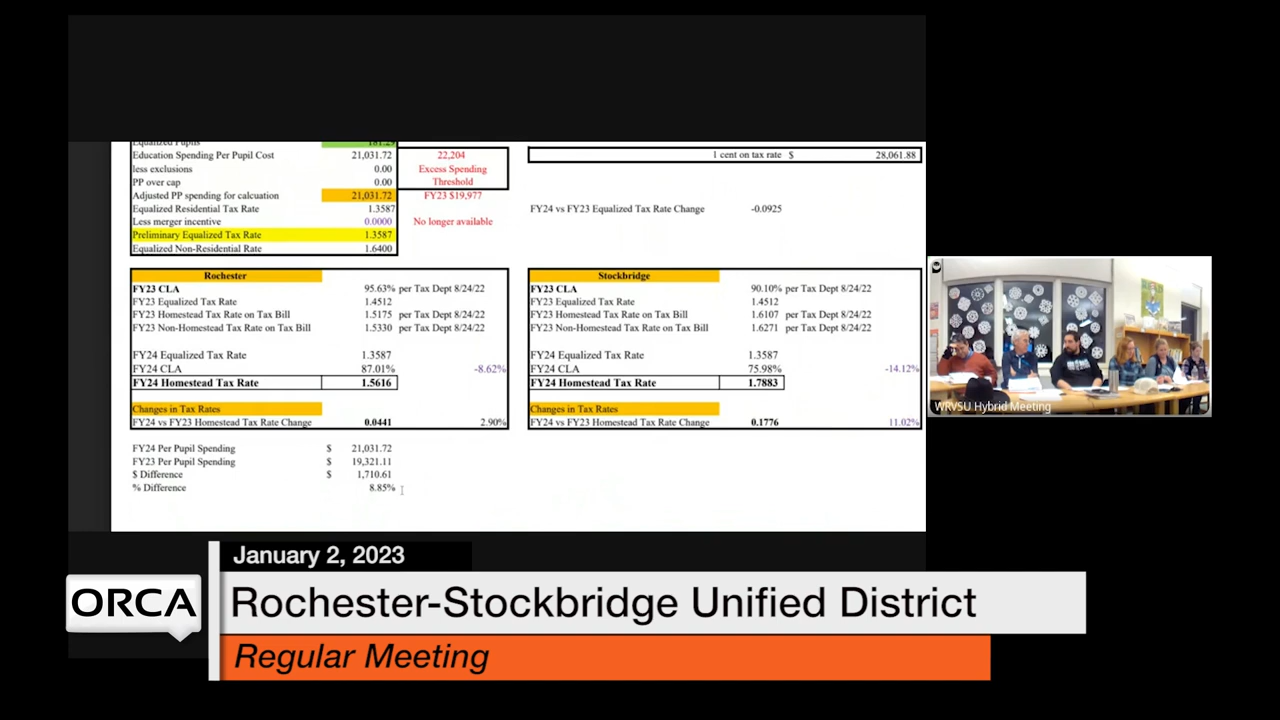 Equalized Pupils 181.29
Education Spending Per Pupil Cost 21,031.72 22,204
1 cent on tax rate $ 28,061.88
less exclusions 0.00 Excess Spending
PP over cap 0.00 Threshold
Adjusted PP spending for calcuation 21,031.72 FY23 $19,977
Equalized Residential Tax Rate 1.3587
FY24 vs FY23 Equalized Tax Rate Change -0.0925
Less merger incentive 0.0000 No longer available
Preliminary Equalized Tax Rate 1.3587
Equalized Non-Residential Rate 1.6400
Rochester
FY23 CLA 95.63% per Tax Dept 8/24/22
FY23 Equalized Tax Rate 1.4512
FY23 Homestead Tax Rate on Tax Bill 1.5175 per Tax Dept 8/24/22
FY23 Non-Homestead Tax Rate on Tax Bill 1.5330 per Tax Dept 8/24/22
FY24 Equalized Tax Rate 1.3587
FY24 CLA 87.01% -8.62%
FY24 Homestead Tax Rate 1.5616
Changes in Tax Rates
FY24 vs FY23 Homestead Tax Rate Change 0.0441 2.90%
Stockbridge
FY23 CLA 90.10% per Tax Dept 8/24/22
FY23 Equalized Tax Rate 1.4512
FY23 Homestead Tax Rate on Tax Bill 1.6107 per Tax Dept 8/24/22
FY23 Non-Homestead Tax Rate on Tax Bill 1.6271 per Tax Dept 8/24/22
FY24 Equalized Tax Rate 1.3587
FY24 CLA 75.98% -14.12%
FY24 Homestead Tax Rate 1.7883
Changes in Tax Rates
FY24 vs FY23 Homestead Tax Rate Change 0.1776 11.02%
FY24 Per Pupil Spending $ 21,031.72
FY23 Per Pupil Spending $ 19,321.11
$ Difference $ 1,710.61
% Difference 8.85%
WRVSU Hybrid Meeting
January 2, 2023
ORCA
Rochester-Stockbridge Unified District
Regular Meeting